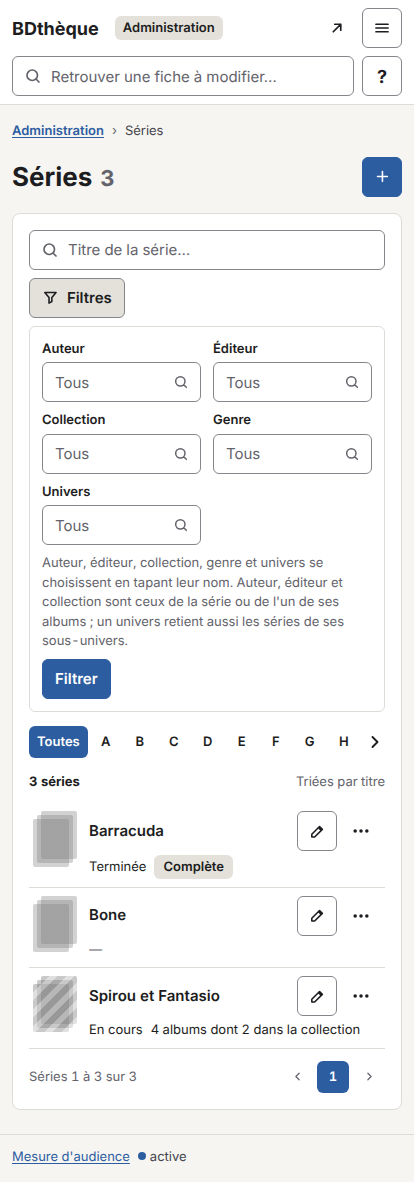 BDthèque Administration
Retrouver une fiche à modifier... ?
Administration › Séries
Séries 3
Titre de la série...
Filtres
Auteur Éditeur
Tous Tous
Collection Genre
Tous Tous
Univers
Tous
Auteur, éditeur, collection, genre et univers se
choisissent en tapant leur nom. Auteur, éditeur et
collection sont ceux de la série ou de l'un de ses
albums ; un univers retient aussi les séries de ses
sous-univers.
Filtrer
Toutes A B C D E F G H
3 séries Triées par titre
Barracuda
Terminée Complète
Bone
—
Spirou et Fantasio
En cours 4 albums dont 2 dans la collection
Séries 1 à 3 sur 3 ‹ 1 ›
Mesure d'audience active